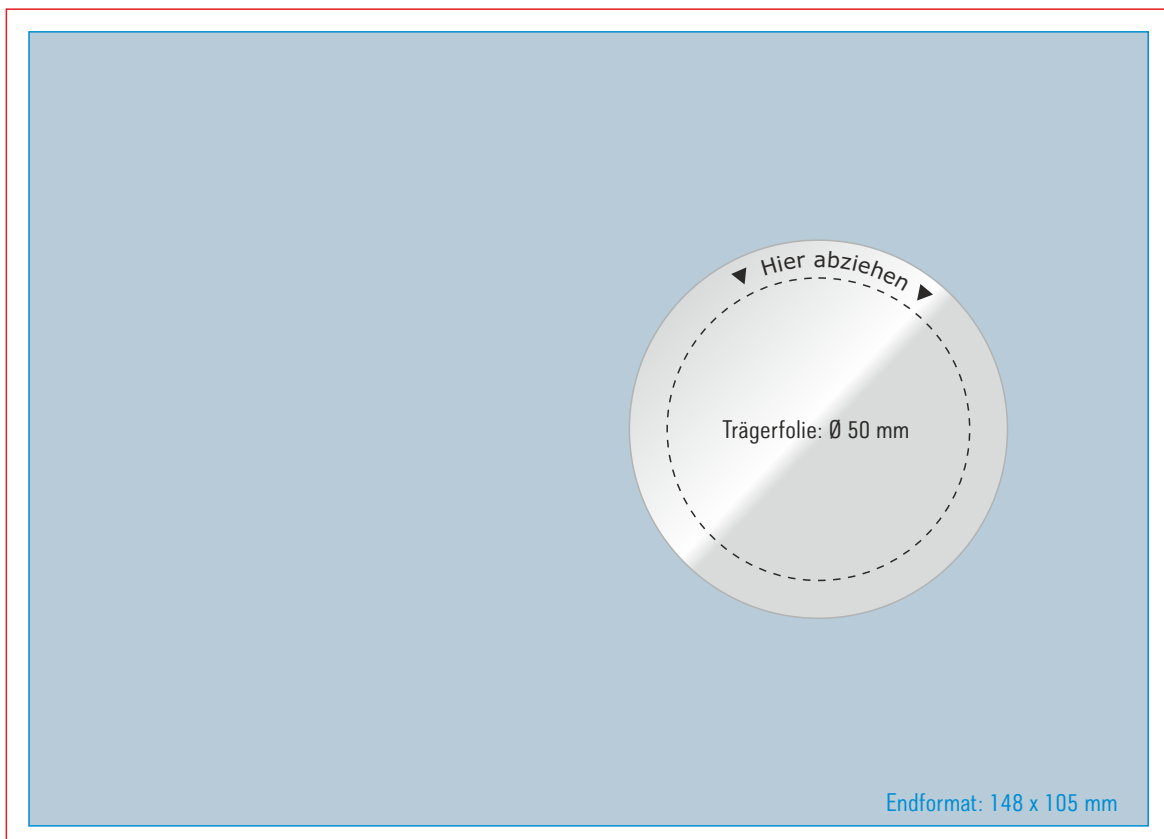 ◀ Hier abziehen ▶
Trägerfolie: Ø 50 mm
Endformat: 148 x 105 mm